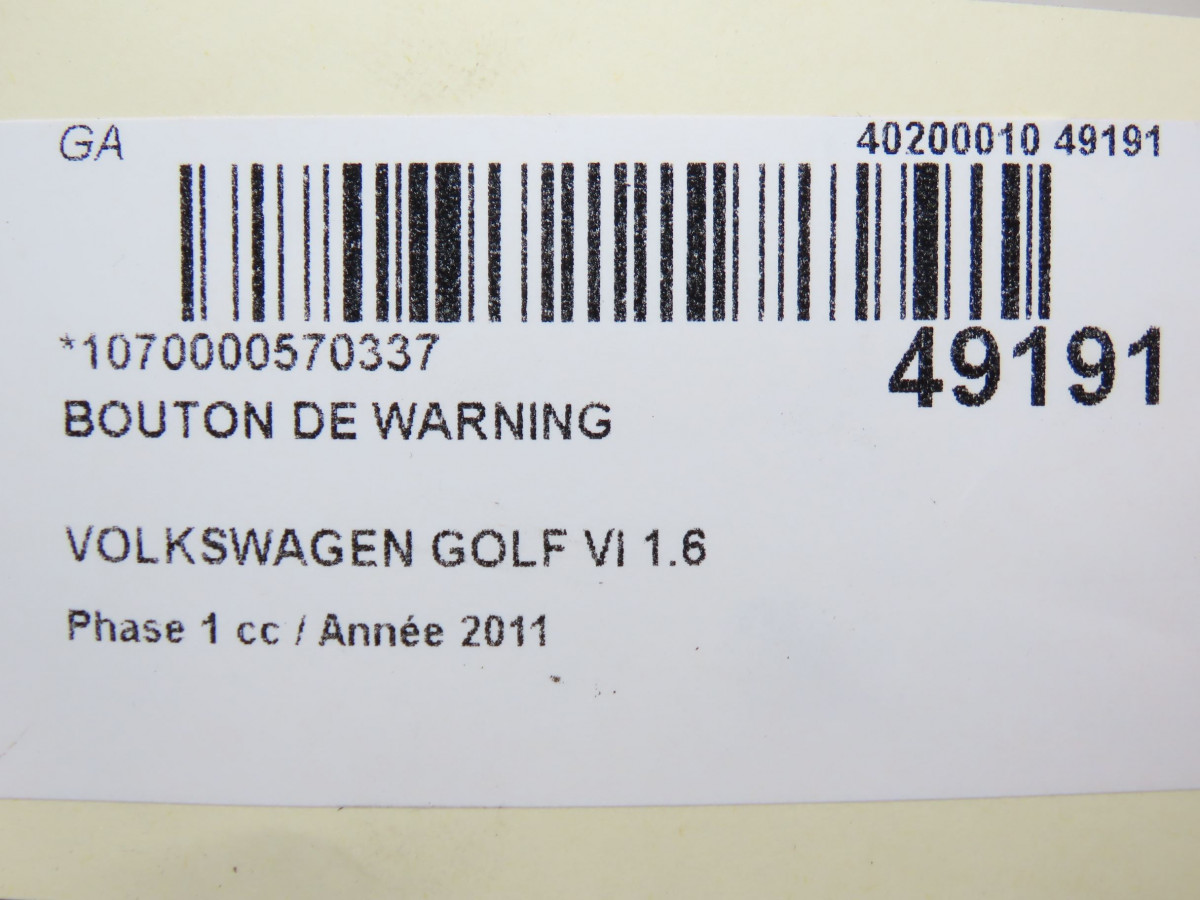 GA
40200010 49191
*1070000570337
49191
BOUTON DE WARNING
VOLKSWAGEN GOLF VI 1.6
Phase 1 cc / Année 2011